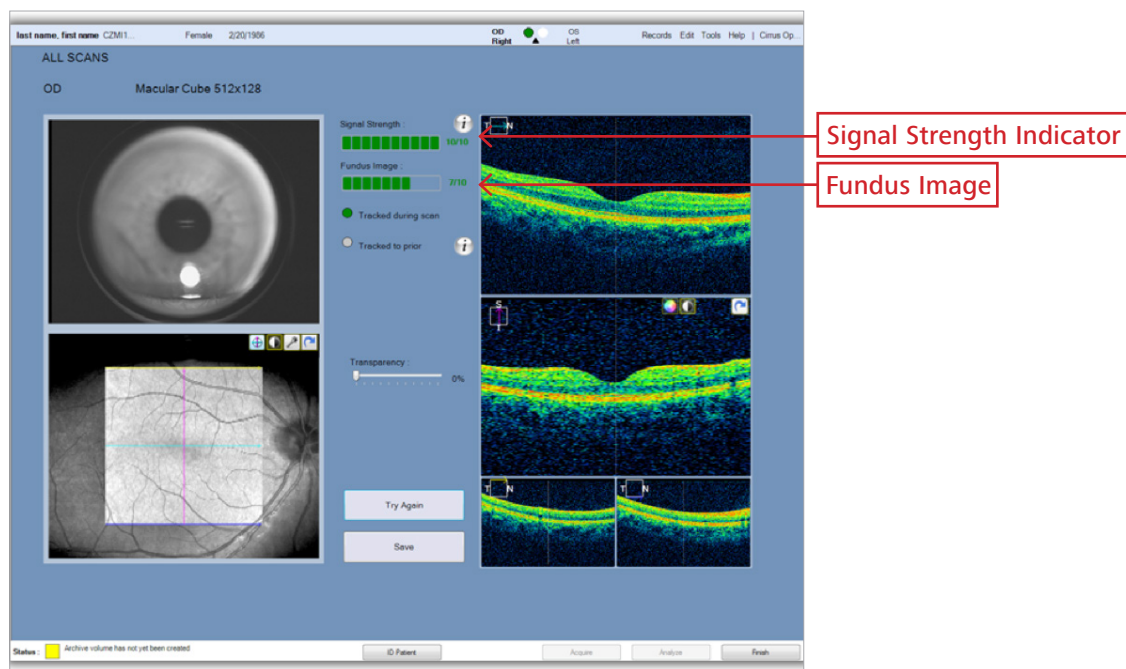 last name, first name CZMI1... Female 2/20/1986 OD Right OS Left Records Edit Tools Help | Cirrus Op...
ALL SCANS
OD Macular Cube 512x128
Signal Strength :
i
10/10
Fundus Image :
7/10
Tracked during scan
Tracked to prior
i
Transparency :
0%
Try Again
Save
T N
S
I
T N
T N
Signal Strength Indicator
Fundus Image
Status : Archive volume has not yet been created ID Patient Acquire Analyze Finish